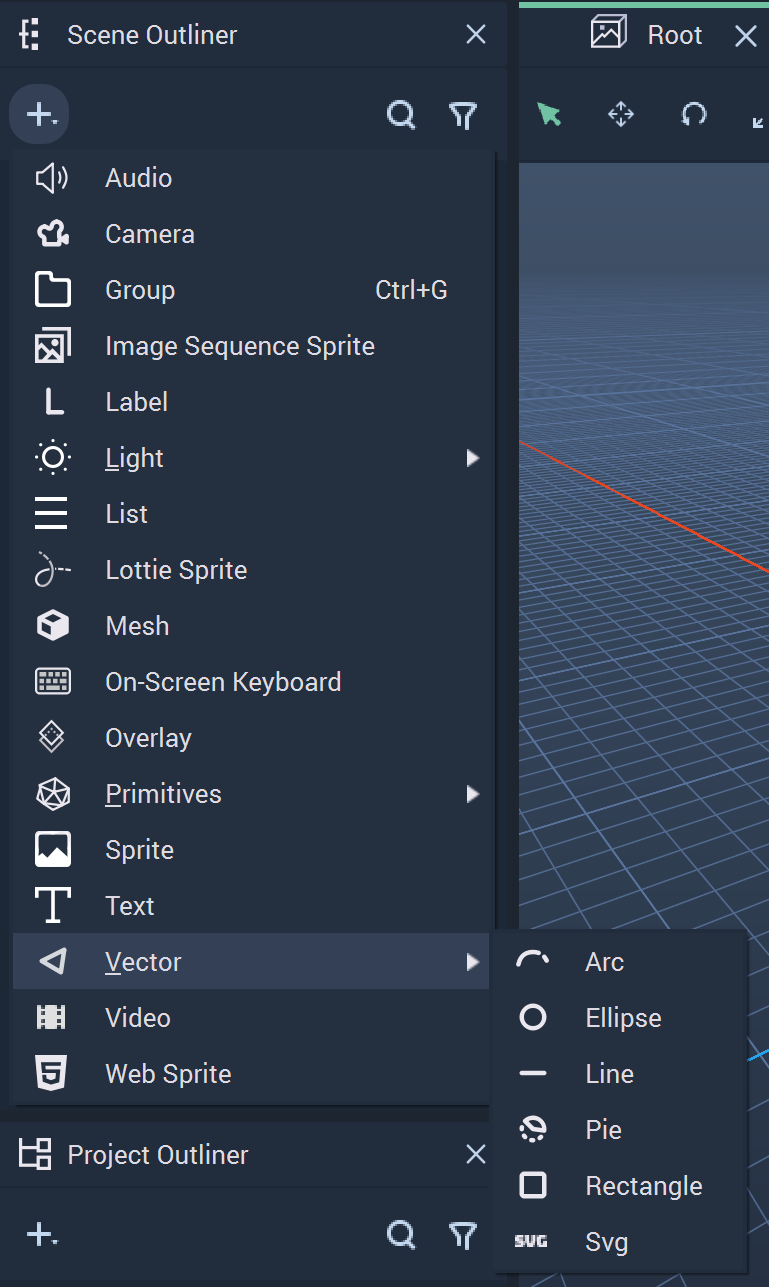 Scene Outliner
Root
Audio
Camera
Group Ctrl+G
Image Sequence Sprite
Label
Light
List
Lottie Sprite
Mesh
On-Screen Keyboard
Overlay
Primitives
Sprite
Text
Vector
Video
Web Sprite
Arc
Ellipse
Line
Pie
Rectangle
SVG Svg
Project Outliner